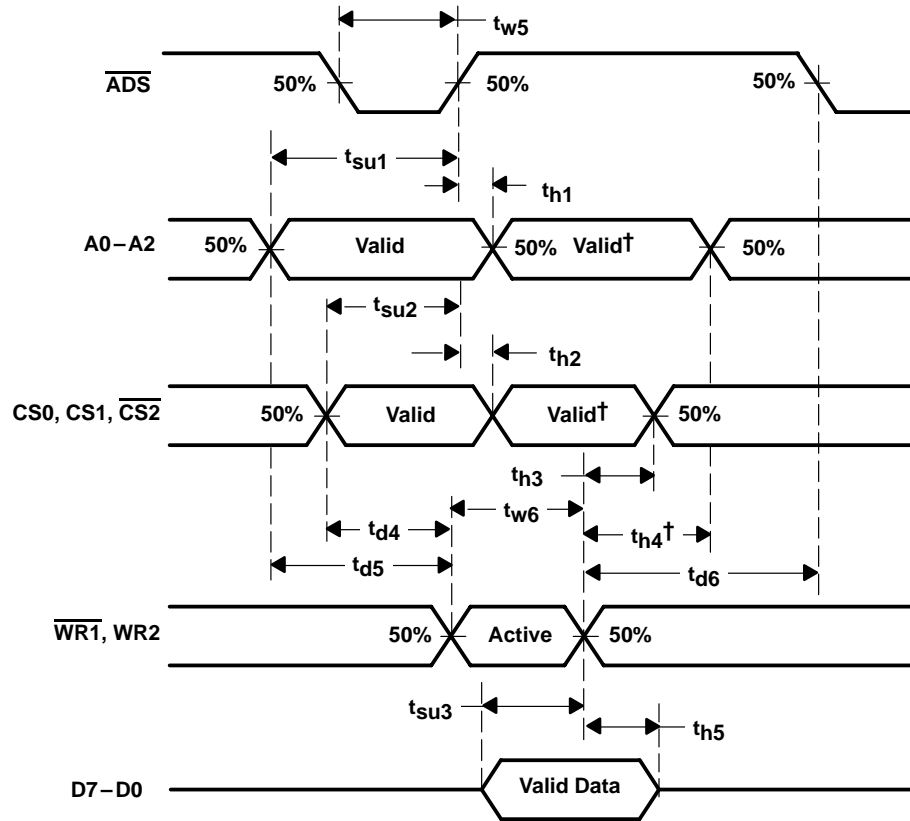 tw5
ADS 50% 50% 50%
tsu1
th1
A0–A2 50% Valid 50% Valid† 50%
tsu2
th2
CS0, CS1, CS2 50% Valid Valid† 50%
th3
tw6
td4 th4†
td5 td6
WR1, WR2 50% Active 50%
tsu3
th5
D7–D0 Valid Data